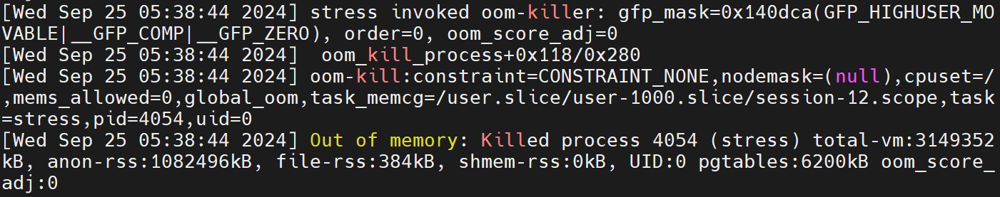 [Wed Sep 25 05:38:44 2024] stress invoked oom-killer: gfp_mask=0x140dca(GFP_HIGHUSER_MO
VABLE|__GFP_COMP|__GFP_ZERO), order=0, oom_score_adj=0
[Wed Sep 25 05:38:44 2024]  oom_kill_process+0x118/0x280
[Wed Sep 25 05:38:44 2024] oom-kill:constraint=CONSTRAINT_NONE,nodemask=(null),cpuset=/
,mems_allowed=0,global_oom,task_memcg=/user.slice/user-1000.slice/session-12.scope,task
=stress,pid=4054,uid=0
[Wed Sep 25 05:38:44 2024] Out of memory: Killed process 4054 (stress) total-vm:3149352
kB, anon-rss:1082496kB, file-rss:384kB, shmem-rss:0kB, UID:0 pgtables:6200kB oom_score_
adj:0